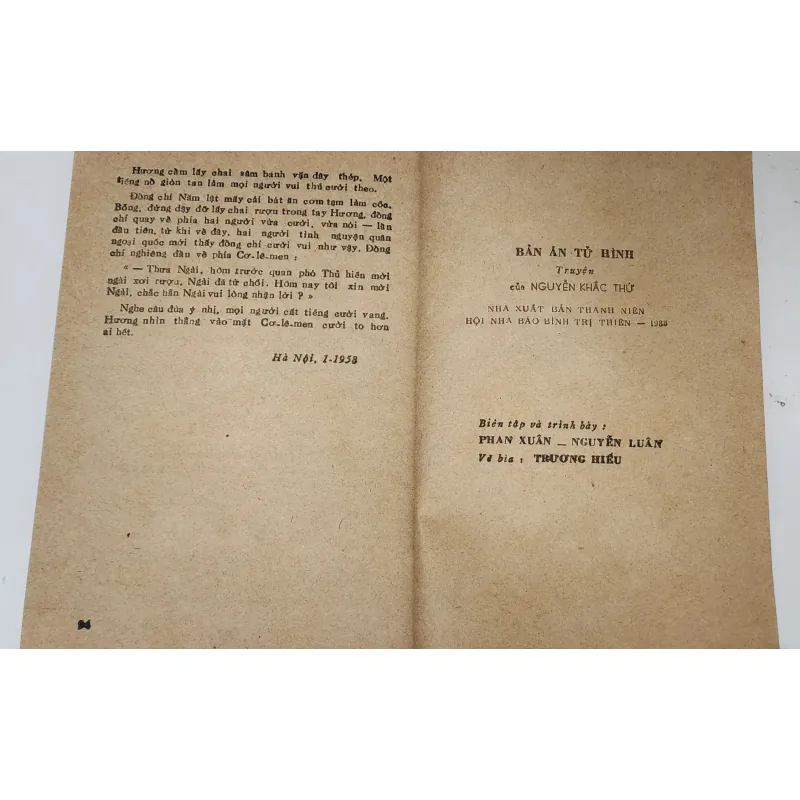 Hương cầm lấy chai sâm banh vặn dây thép. Một
tiếng nổ giòn tan làm mọi người vui thú cười theo.
Đồng chí Năm lật mấy cái bát ăn cơm tạm làm cốc.
Bổng, đứng dậy đỡ lấy chai rượu trong tay Hương, đồng
chí quay về phía hai người vừa cười, vừa nói — lần
đầu tiên, từ khi về đây, hai người tình nguyện quân
ngoại quốc mới thấy đồng chí cười vui như vậy. Đồng
chí nghiêng đầu về phía Cơ-lê-men :
« — Thưa Ngài, hôm trước quan phó Thủ hiến mời
ngài xơi rượu, Ngài đã từ chối. Hôm nay tôi xin mời
Ngài, chắc hẳn Ngài vui lòng nhận lời ? »
Nghe câu đùa ý nhị, mọi người cất tiếng cười vang.
Hương nhìn thẳng vào mặt Cơ-lê-men cười to hơn
ai hết.
Hà Nội, 1-1958
94
BẢN ÁN TỬ HÌNH
Truyện
của NGUYỄN KHẮC THỨ
NHÀ XUẤT BẢN THANH NIÊN
HỘI NHÀ BÁO BÌNH TRỊ THIÊN — 1988
Biên tập và trình bày :
PHAN XUÂN — NGUYỄN LUÂN
Vẽ bìa : TRƯƠNG HIẾU